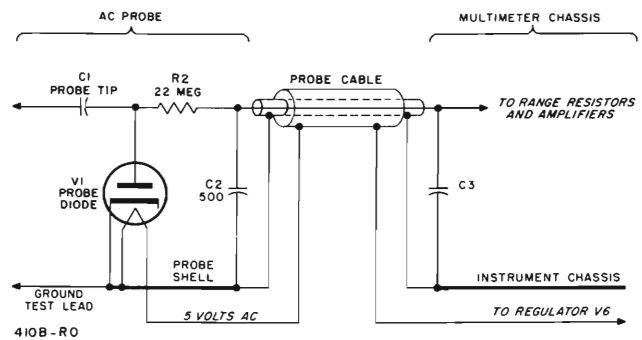 AC PROBE
MULTIMETER CHASSIS
C1
PROBE TIP
R2
22 MEG
PROBE CABLE
TO RANGE RESISTORS
AND AMPLIFIERS
V1
PROBE
DIODE
C2
500
C3
PROBE
SHELL
INSTRUMENT CHASSIS
GROUND
TEST LEAD
5 VOLTS AC
TO REGULATOR V6
410B-RO